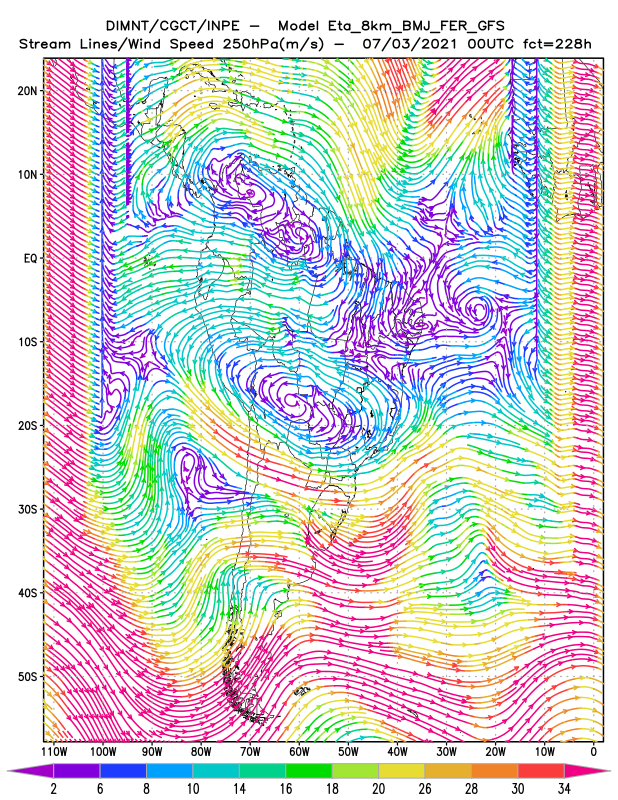 DIMNT/CGCT/INPE − Model Eta_8km_BMJ_FER_GFS
Stream Lines/Wind Speed 250hPa(m/s) − 07/03/2021 00UTC fct=228h
20N
10N
EQ
10S
20S
30S
40S
50S
110W 100W 90W 80W 70W 60W 50W 40W 30W 20W 10W 0
2 6 8 10 14 16 18 20 26 28 30 34